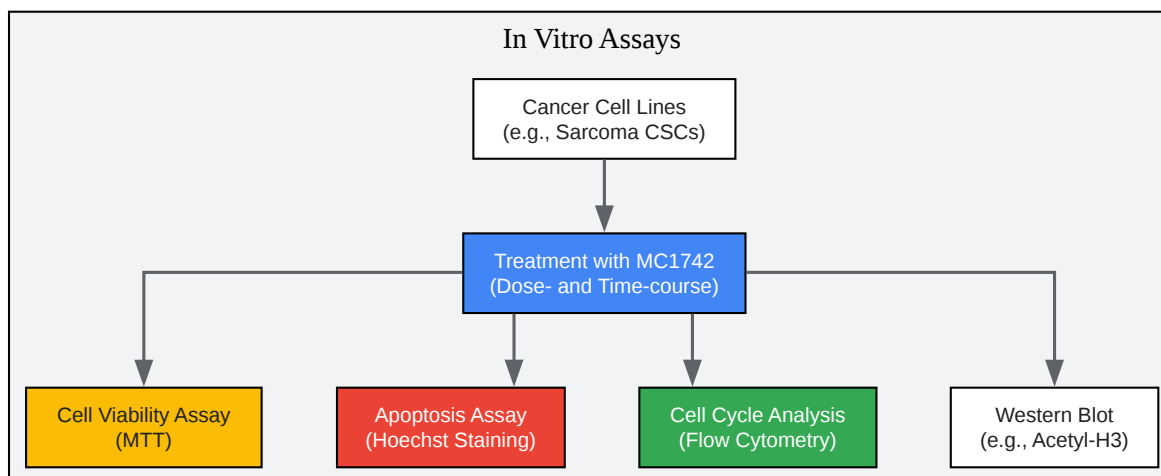 In Vitro Assays
Cancer Cell Lines
(e.g., Sarcoma CSCs)
Treatment with MC1742
(Dose- and Time-course)
Cell Viability Assay
(MTT)
Apoptosis Assay
(Hoechst Staining)
Cell Cycle Analysis
(Flow Cytometry)
Western Blot
(e.g., Acetyl-H3)